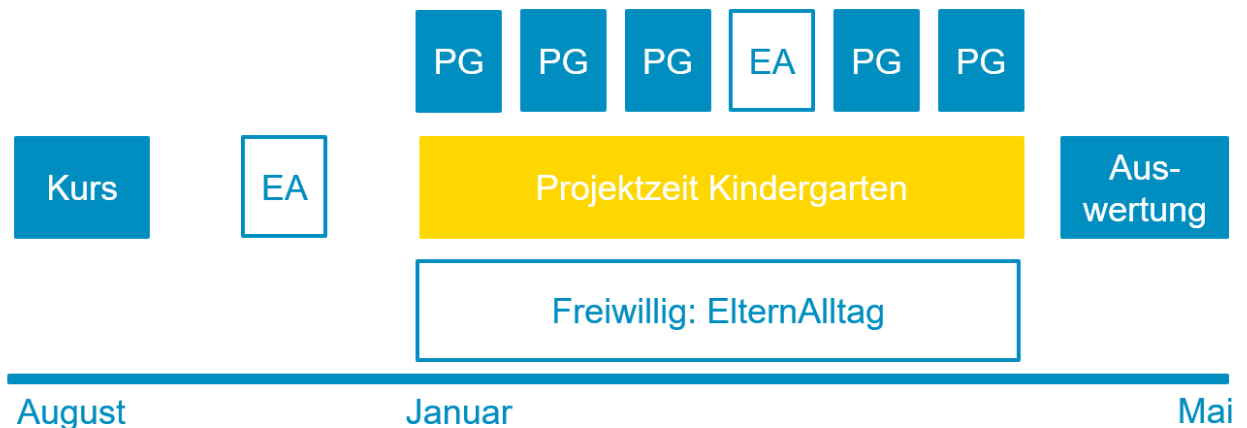 PG PG PG EA PG PG
Kurs EA Projektzeit Kindergarten Aus-
wertung
Freiwillig: ElternAlltag
August Januar Mai